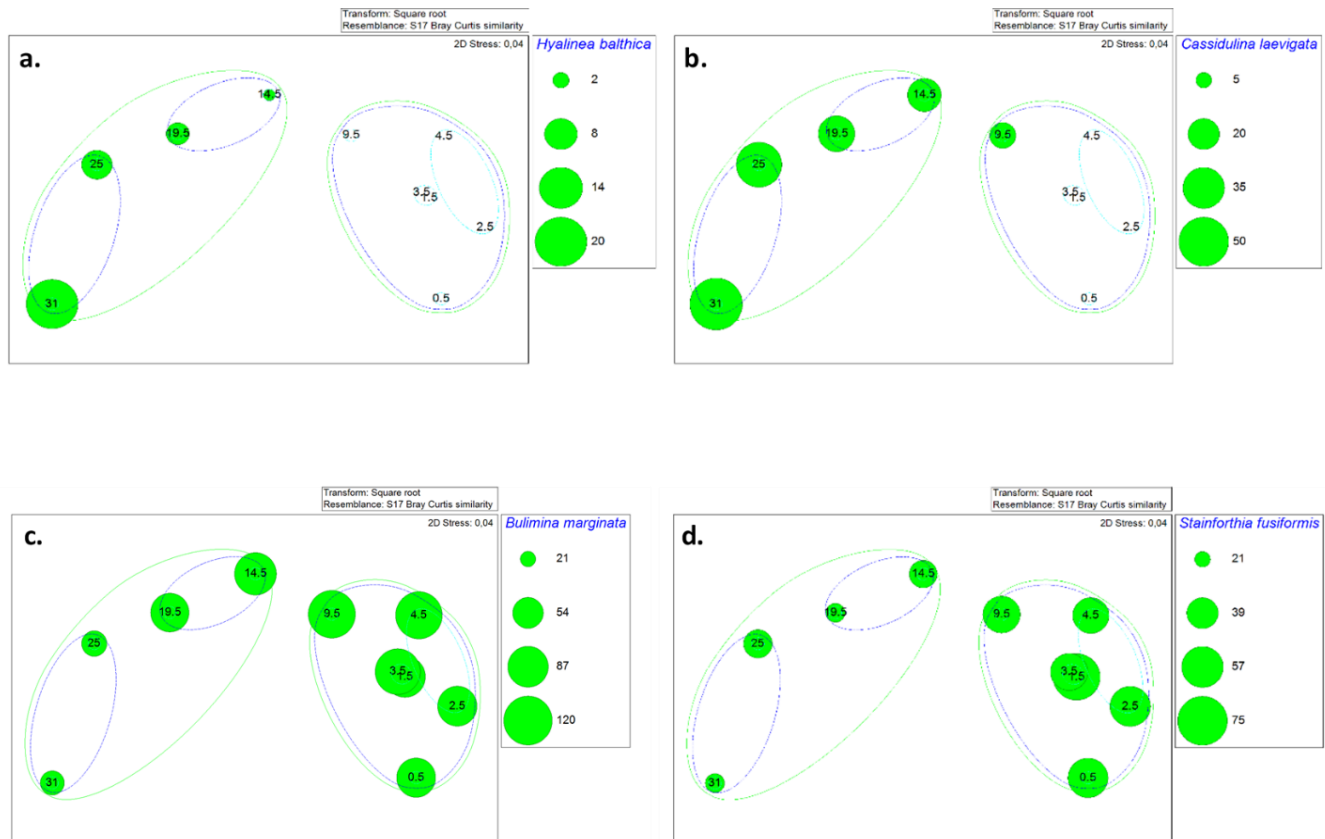 Transform: Square root
Resemblance: S17 Bray Curtis similarity
a.
2D Stress: 0,04
Hyalinea balthica
2
8
14
20
14.5
19.5
25
31
9.5
4.5
3.5
1.5
2.5
0.5
Transform: Square root
Resemblance: S17 Bray Curtis similarity
b.
2D Stress: 0,04
Cassidulina laevigata
5
20
35
50
14.5
19.5
25
31
9.5
4.5
3.5
1.5
2.5
0.5
Transform: Square root
Resemblance: S17 Bray Curtis similarity
c.
2D Stress: 0,04
Bulimina marginata
21
54
87
120
14.5
19.5
25
31
9.5
4.5
3.5
1.5
2.5
0.5
Transform: Square root
Resemblance: S17 Bray Curtis similarity
d.
2D Stress: 0,04
Stainforthia fusiformis
21
39
57
75
14.5
19.5
25
31
9.5
4.5
3.5
1.5
2.5
0.5